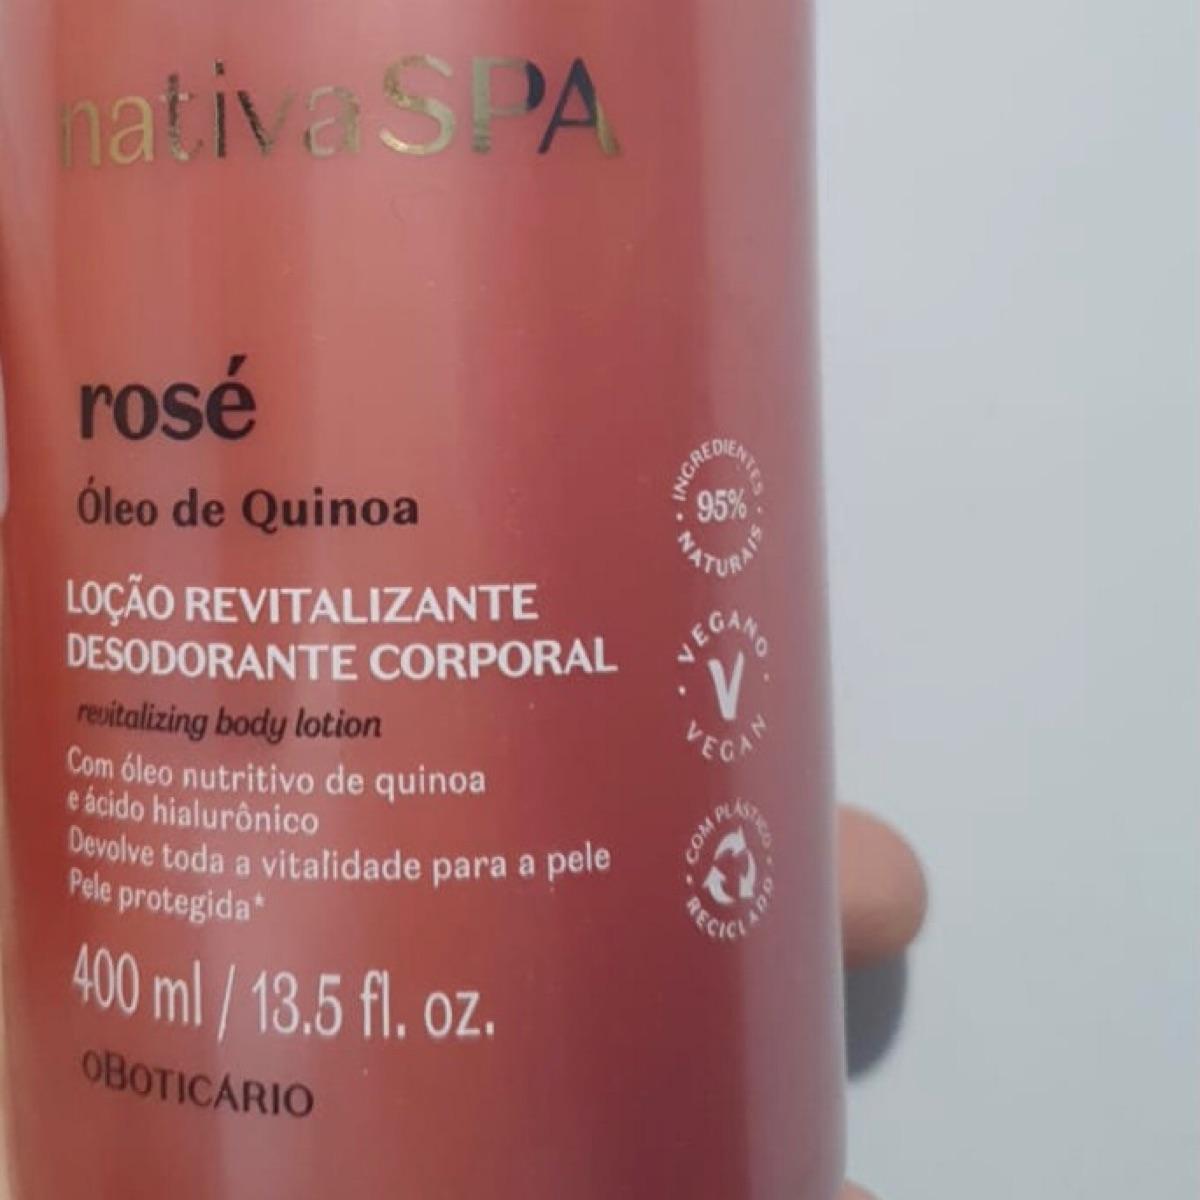 nativaSPA
rosé
Óleo de Quinoa
LOÇÃO REVITALIZANTE
DESODORANTE CORPORAL
revitalizing body lotion
Com óleo nutritivo de quinoa
e ácido hialurônico
Devolve toda a vitalidade para a pele
Pele protegida*
400 ml / 13.5 fl. oz.
oBOTICÁRIO
INGREDIENTES
95%
NATURAIS
VEGANO
V
VEGAN
COM PLÁSTICO
RECICLADO